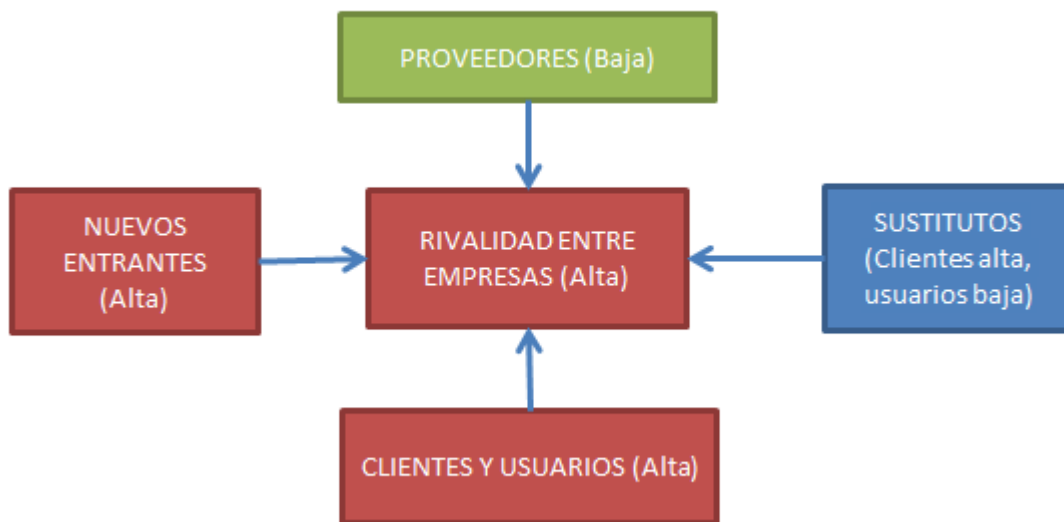 PROVEEDORES (Baja)
NUEVOS
ENTRANTES
(Alta)
RIVALIDAD ENTRE
EMPRESAS (Alta)
SUSTITUTOS
(Clientes alta,
usuarios baja)
CLIENTES Y USUARIOS (Alta)